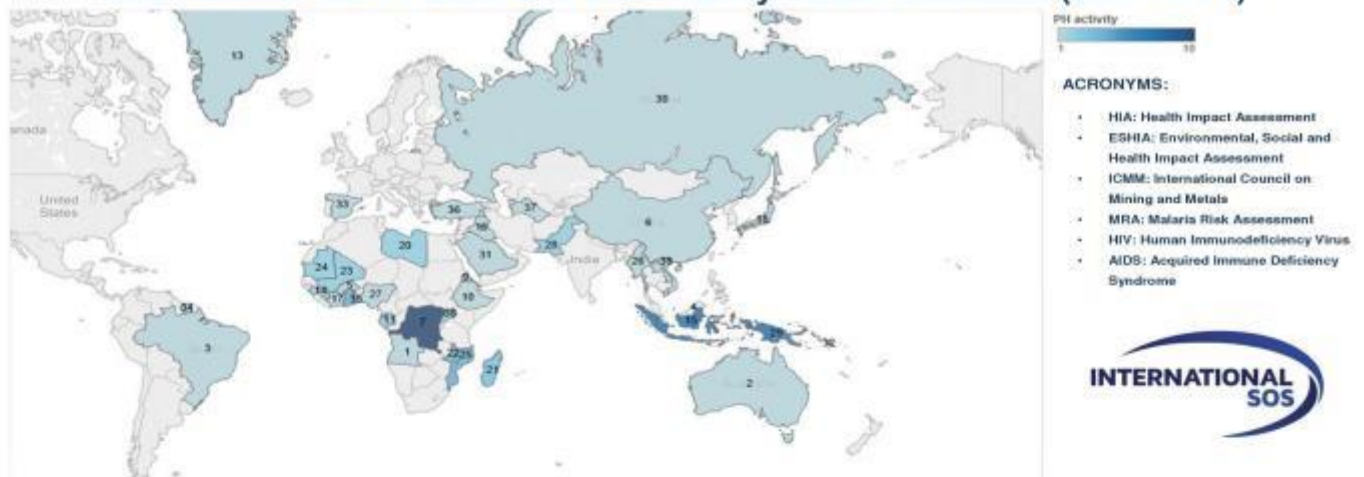 PH activity
1 10
ACRONYMS:
• HIA: Health Impact Assessment
• ESHIA: Environmental, Social and
Health Impact Assessment
• ICMM: International Council on
Mining and Metals
• MRA: Malaria Risk Assessment
• HIV: Human Immunodeficiency Virus
• AIDS: Acquired Immune Deficiency
Syndrome
INTERNATIONAL
SOS
13
30
United
States
33
36
37
6
20
31
28
India
24
23
27
9
10
34
11
7
3
1
21
4
2